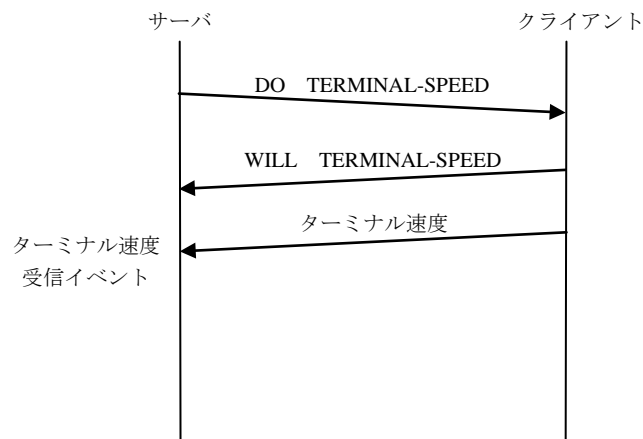 サーバ
クライアント
DO TERMINAL-SPEED
WILL TERMINAL-SPEED
ターミナル速度
ターミナル速度
受信イベント